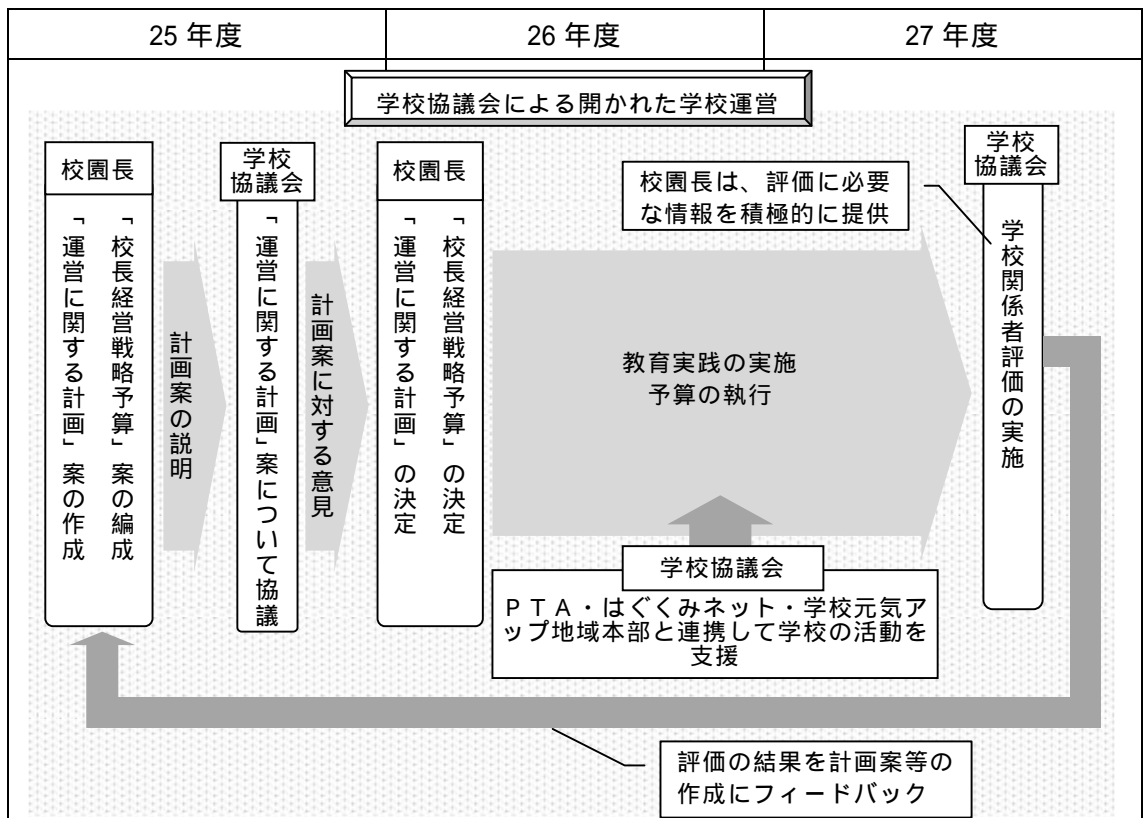 25 年度
26 年度
27 年度
学校協議会による開かれた学校運営
校園長
「校長経営戦略予算」案の編成
「運営に関する計画」案の作成
計画案の説明
学校
協議会
「運営に関する計画」案について協議
計画案に対する意見
校園長
「校長経営戦略予算」の決定
「運営に関する計画」の決定
校園長は、評価に必要
な情報を積極的に提供
教育実践の実施
予算の執行
学校協議会
ＰＴＡ・はぐくみネット・学校元気ア
ップ地域本部と連携して学校の活動を
支援
学校
協議会
学校関係者評価の実施
評価の結果を計画案等の
作成にフィードバック